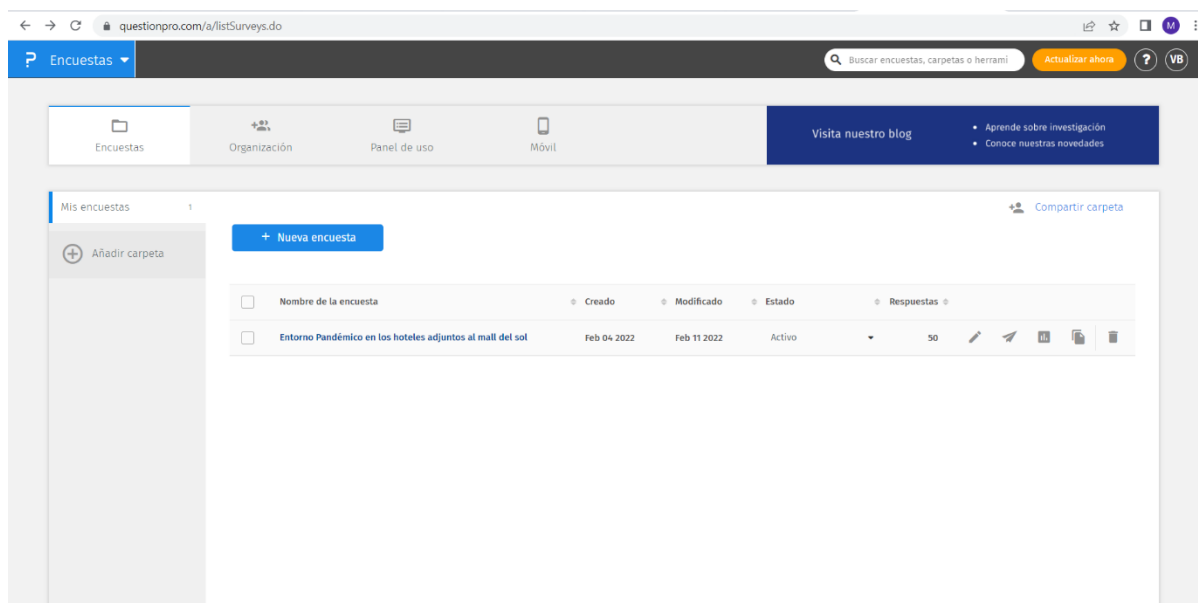 questionpro.com/a/listSurveys.do
M
Encuestas
Buscar encuestas, carpetas o herrami
Actualizar ahora
?
VB
Encuestas
Organización
Panel de uso
Móvil
Visita nuestro blog
• Aprende sobre investigación
• Conoce nuestras novedades
Mis encuestas 1
Compartir carpeta
+ Nueva encuesta
Añadir carpeta
Nombre de la encuesta Creado Modificado Estado Respuestas
Entorno Pandémico en los hoteles adjuntos al mall del sol Feb 04 2022 Feb 11 2022 Activo 50